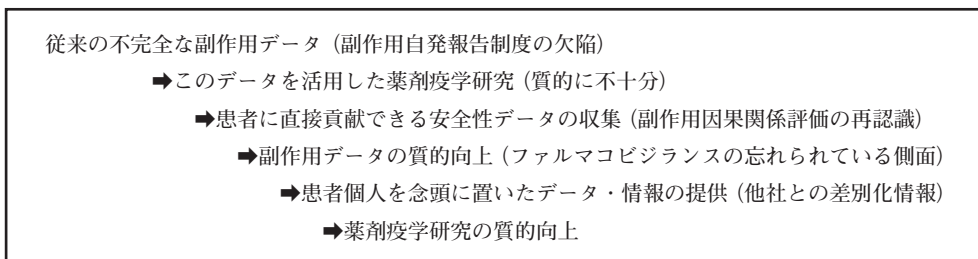 従来の不完全な副作用データ（副作用自発報告制度の欠陥）
➡このデータを活用した薬剤疫学研究（質的に不十分）
➡患者に直接貢献できる安全性データの収集（副作用因果関係評価の再認識）
➡副作用データの質的向上（ファルマコビジランスの忘れられている側面）
➡患者個人を念頭に置いたデータ・情報の提供（他社との差別化情報）
➡薬剤疫学研究の質的向上